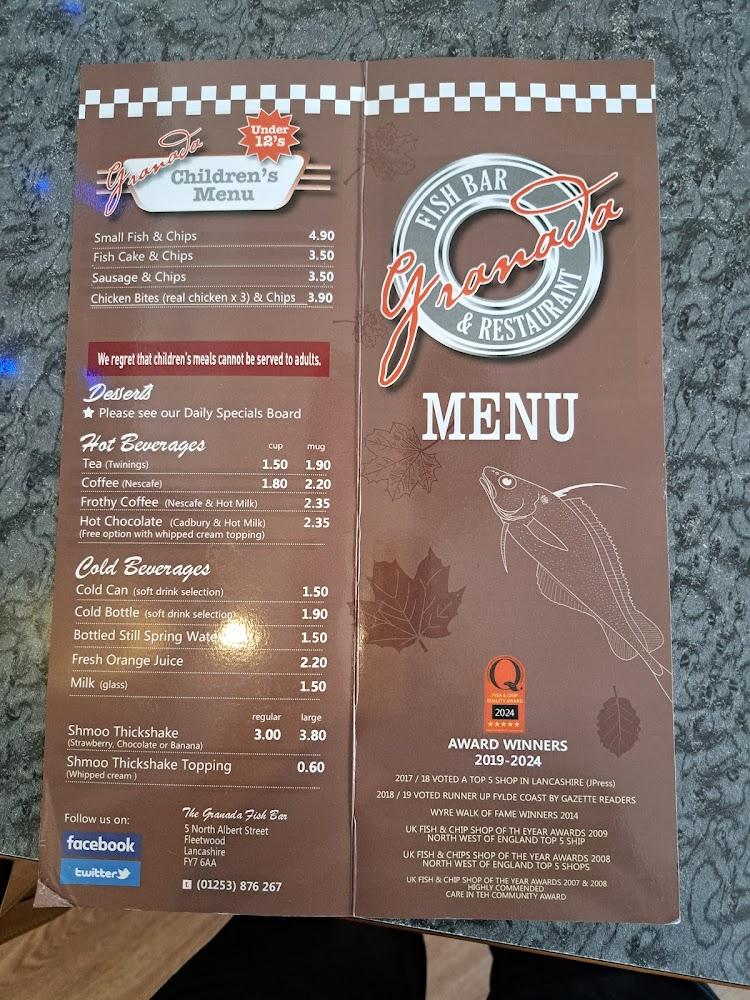 Granada
Under
12's
Children's
Menu
Small Fish & Chips 4.90
Fish Cake & Chips 3.50
Sausage & Chips 3.50
Chicken Bites (real chicken x 3) & Chips 3.90
We regret that children's meals cannot be served to adults.
Desserts
Please see our Daily Specials Board
Hot Beverages cup mug
Tea (Twinings) 1.50 1.90
Coffee (Nescafe) 1.80 2.20
Frothy Coffee (Nescafe & Hot Milk) 2.35
Hot Chocolate (Cadbury & Hot Milk) 2.35
(Free option with whipped cream topping)
Cold Beverages
Cold Can (soft drink selection) 1.50
Cold Bottle (soft drink selection) 1.90
Bottled Still Spring 1.50
Fresh Orange Juice 2.20
Milk (glass) 1.50
regular large
Shmoo Thickshake 3.00 3.80
(Strawberry, Chocolate or Banana)
Shmoo Thickshake Topping 0.60
(Whipped cream )
Follow us on:
facebook
twitter
The Granada Fish Bar
5 North Albert Street
Fleetwood
Lancashire
FY7 6AA
(01253) 876 267
FISH BAR
Granada
& RESTAURANT
MENU
Q
FISH & CHIP
QUALITY AWARD
2024
AWARD WINNERS
2019-2024
2017 / 18 VOTED A TOP 5 SHOP IN LANCASHIRE (JPress)
2018 / 19 VOTED RUNNER UP FYLDE COAST BY GAZETTE READERS
WYRE WALK OF FAME WINNERS 2014
UK FISH & CHIP SHOP OF TH EYEAR AWARDS 2009
NORTH WEST OF ENGLAND TOP 5 SHIP
UK FISH & CHIPS SHOP OF THE YEAR AWARDS 2008
NORTH WEST OF ENGLAND TOP 5 SHOPS
UK FISH & CHIP SHOP OF THE YEAR AWARDS 2007 & 2008
HIGHLY COMMENDED
CARE IN TEH COMMUNITY AWARD